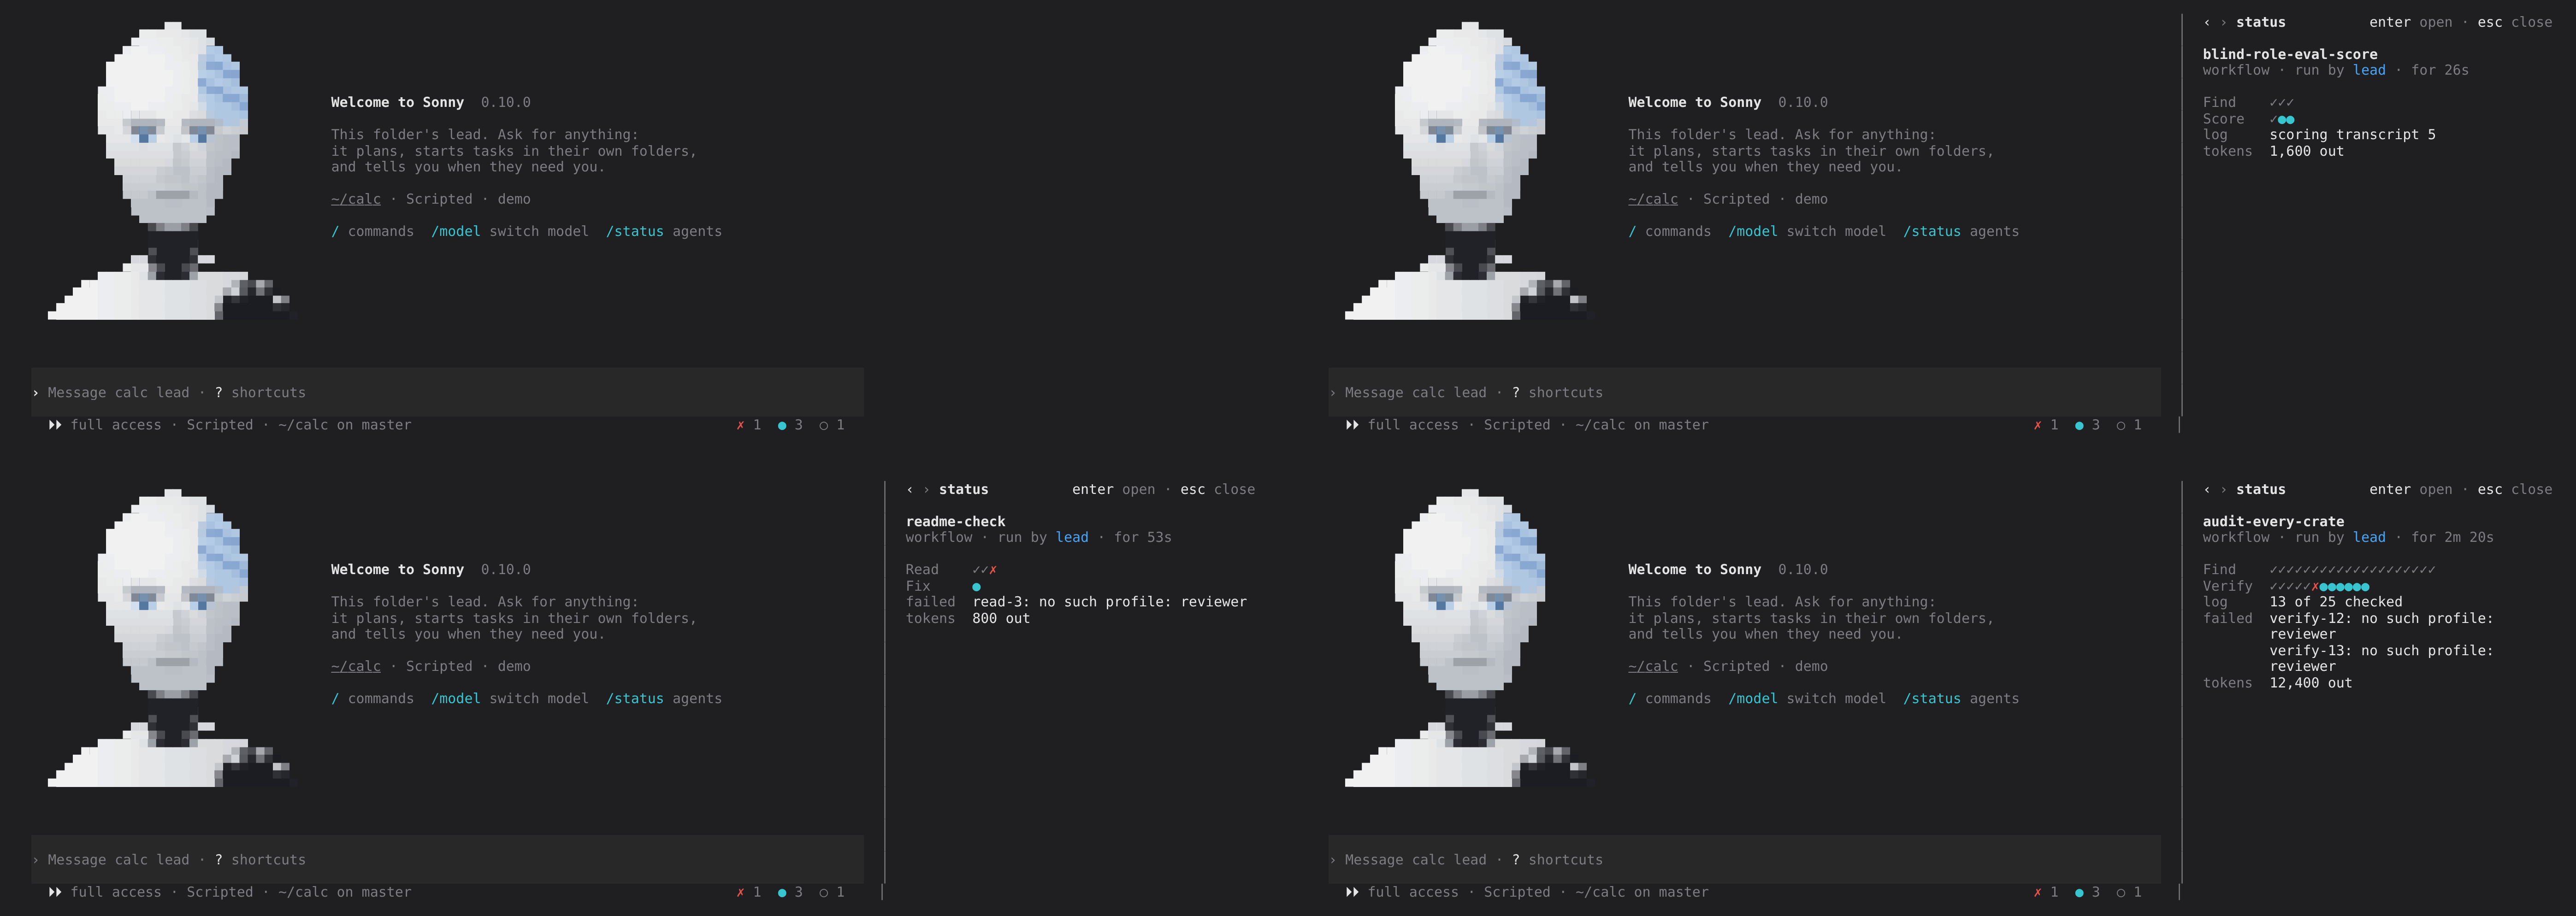 Welcome to Sonny 0.10.0
This folder's lead. Ask for anything:
it plans, starts tasks in their own folders,
and tells you when they need you.
~/calc · Scripted · demo
/ commands /model switch model /status agents
› Message calc lead · ? shortcuts
⏵⏵ full access · Scripted · ~/calc on master ✗ 1 ● 3 ○ 1
Welcome to Sonny 0.10.0
This folder's lead. Ask for anything:
it plans, starts tasks in their own folders,
and tells you when they need you.
~/calc · Scripted · demo
/ commands /model switch model /status agents
› Message calc lead · ? shortcuts
⏵⏵ full access · Scripted · ~/calc on master ✗ 1 ● 3 ○ 1
‹ › status enter open · esc close
blind-role-eval-score
workflow · run by lead · for 26s
Find ✓✓✓
Score ✓●●
log scoring transcript 5
tokens 1,600 out
Welcome to Sonny 0.10.0
This folder's lead. Ask for anything:
it plans, starts tasks in their own folders,
and tells you when they need you.
~/calc · Scripted · demo
/ commands /model switch model /status agents
› Message calc lead · ? shortcuts
⏵⏵ full access · Scripted · ~/calc on master ✗ 1 ● 3 ○ 1
‹ › status enter open · esc close
readme-check
workflow · run by lead · for 53s
Read ✓✓✗
Fix ●
failed read-3: no such profile: reviewer
tokens 800 out
Welcome to Sonny 0.10.0
This folder's lead. Ask for anything:
it plans, starts tasks in their own folders,
and tells you when they need you.
~/calc · Scripted · demo
/ commands /model switch model /status agents
› Message calc lead · ? shortcuts
⏵⏵ full access · Scripted · ~/calc on master ✗ 1 ● 3 ○ 1
‹ › status enter open · esc close
audit-every-crate
workflow · run by lead · for 2m 20s
Find ✓✓✓✓✓✓✓✓✓✓✓✓✓✓✓✓✓✓✓✓
Verify ✓✓✓✓✓✗●●●●●●
log 13 of 25 checked
failed verify-12: no such profile:
reviewer
verify-13: no such profile:
reviewer
tokens 12,400 out